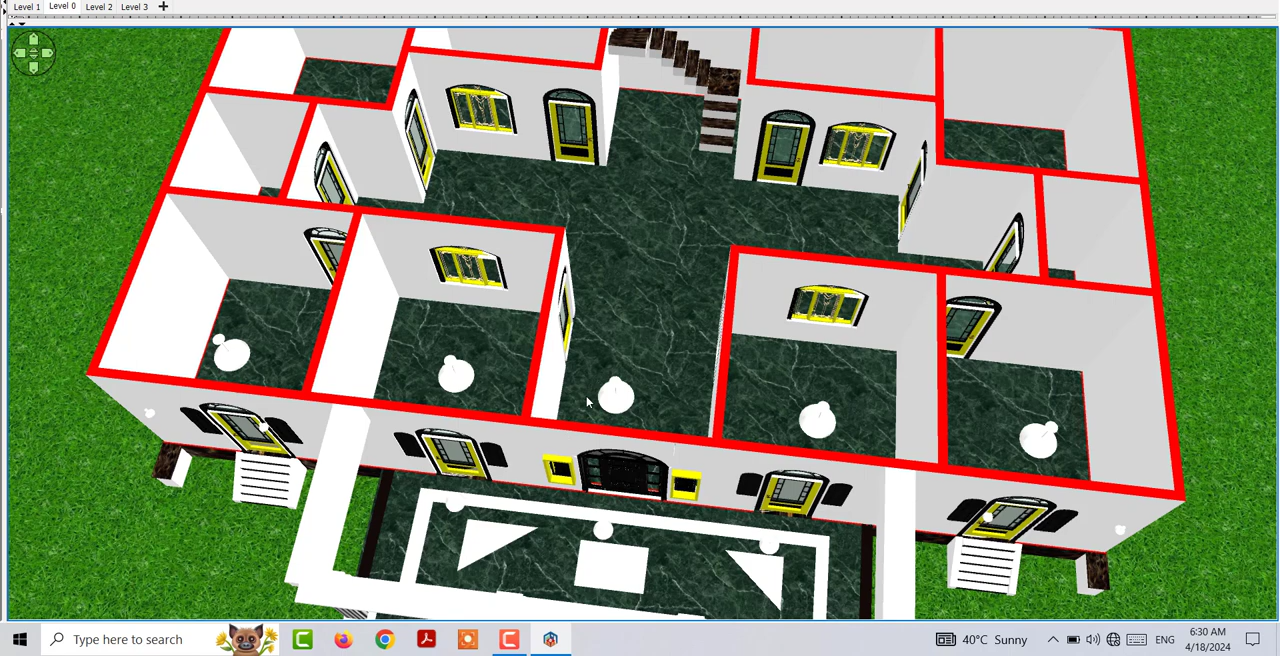 Level 1 Level 0 Level 2 Level 3
Type here to search
40°C Sunny
ENG
6:30 AM
4/18/2024